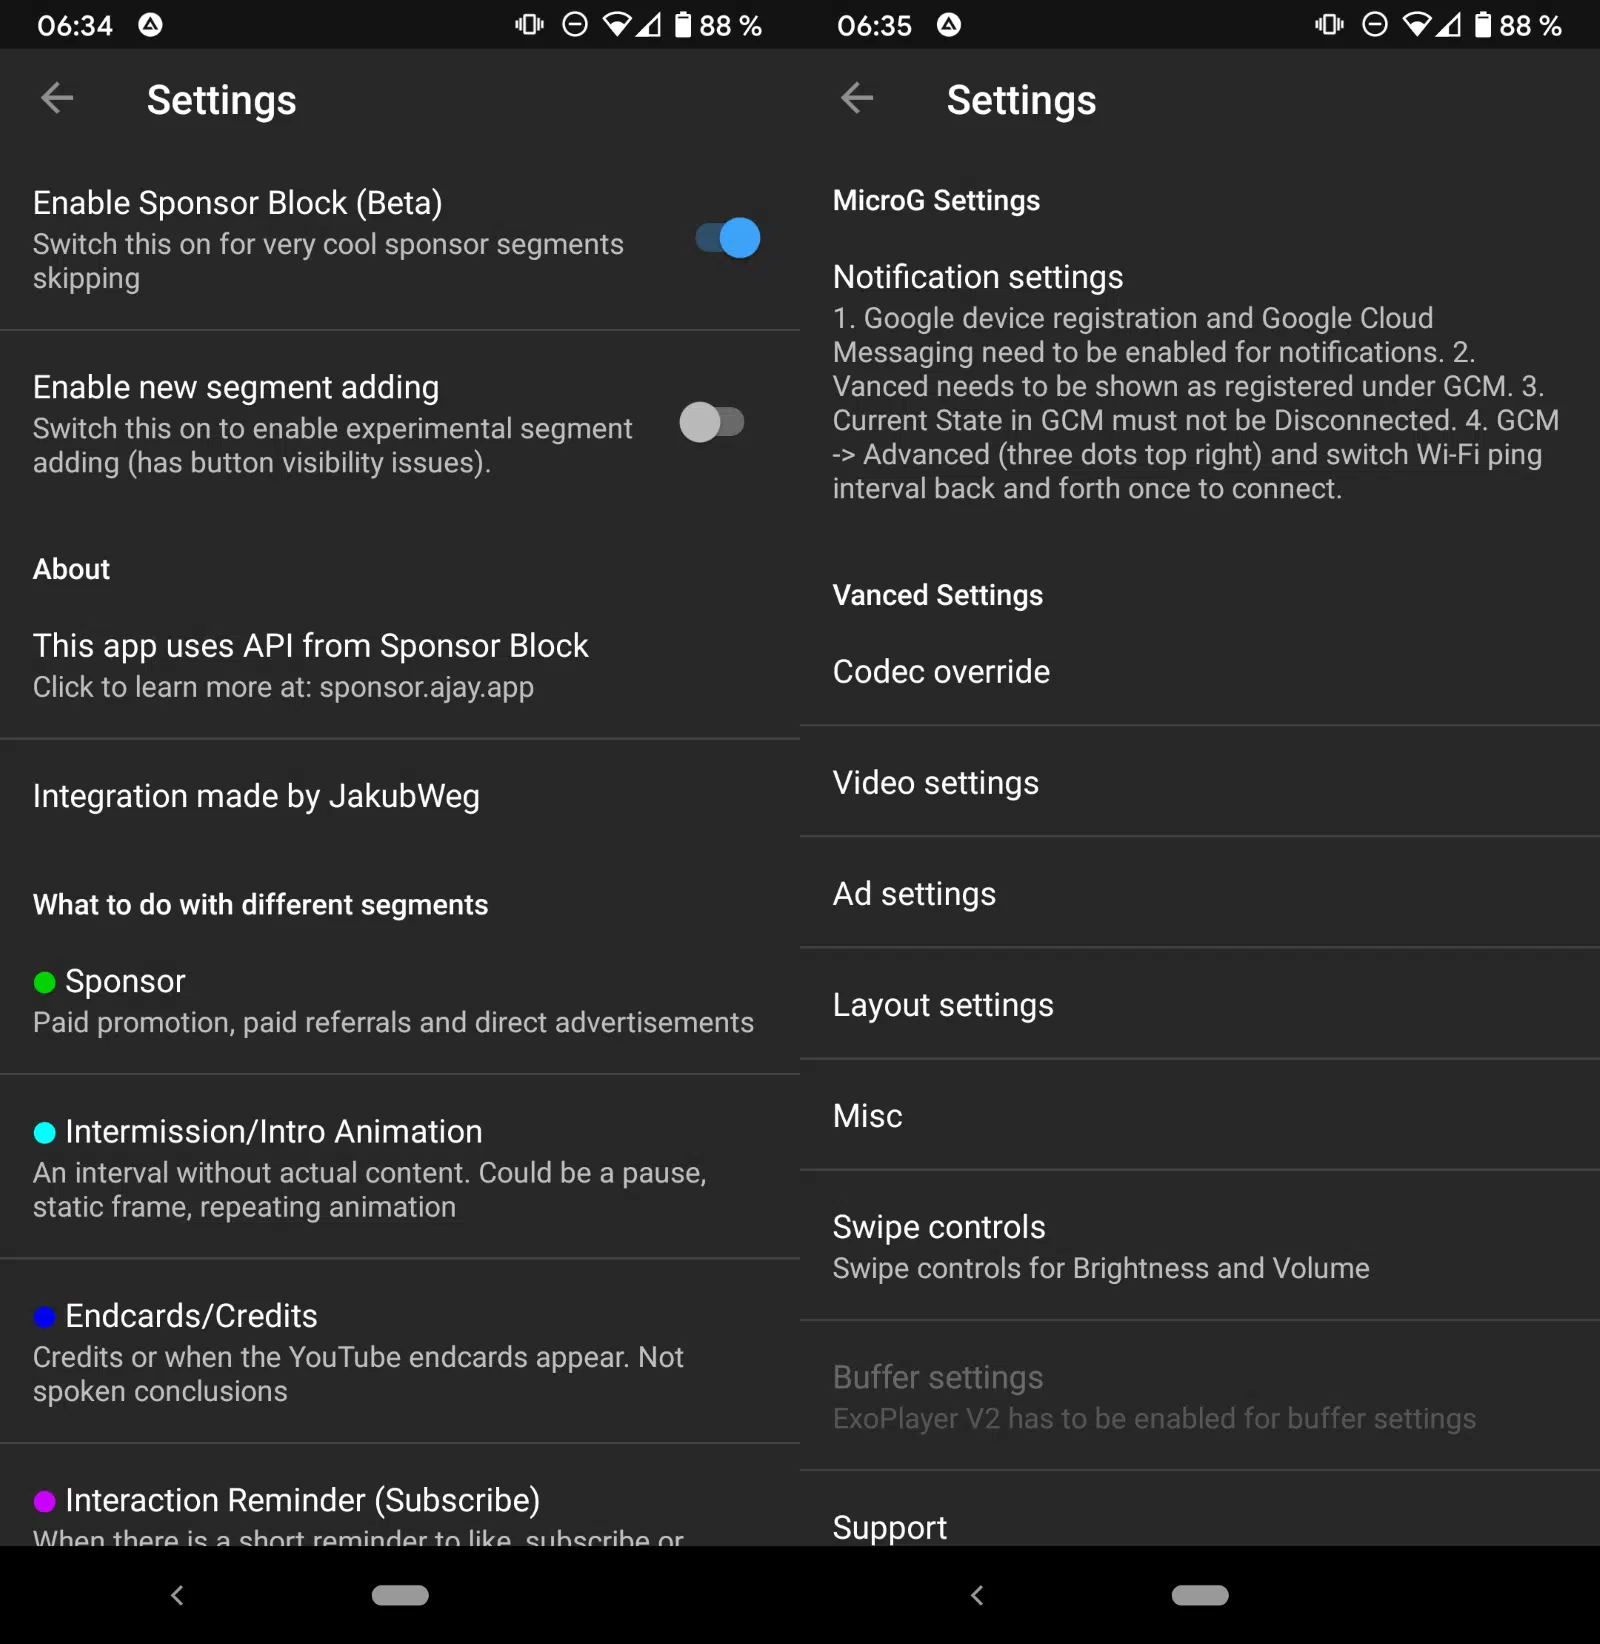 06:34
88 %
Settings
Enable Sponsor Block (Beta)
Switch this on for very cool sponsor segments
skipping
Enable new segment adding
Switch this on to enable experimental segment
adding (has button visibility issues).
About
This app uses API from Sponsor Block
Click to learn more at: sponsor.ajay.app
Integration made by JakubWeg
What to do with different segments
Sponsor
Paid promotion, paid referrals and direct advertisements
Intermission/Intro Animation
An interval without actual content. Could be a pause,
static frame, repeating animation
Endcards/Credits
Credits or when the YouTube endcards appear. Not
spoken conclusions
Interaction Reminder (Subscribe)
When there is a short reminder to like, subscribe or
06:35
88 %
Settings
MicroG Settings
Notification settings
1. Google device registration and Google Cloud
Messaging need to be enabled for notifications. 2.
Vanced needs to be shown as registered under GCM. 3.
Current State in GCM must not be Disconnected. 4. GCM
-> Advanced (three dots top right) and switch Wi-Fi ping
interval back and forth once to connect.
Vanced Settings
Codec override
Video settings
Ad settings
Layout settings
Misc
Swipe controls
Swipe controls for Brightness and Volume
Buffer settings
ExoPlayer V2 has to be enabled for buffer settings
Support